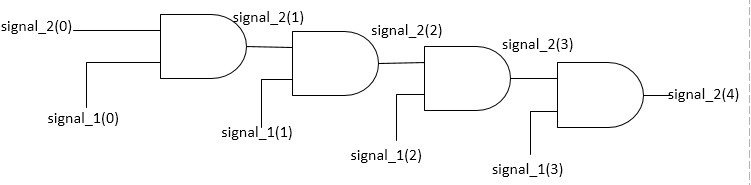 signal_2(0)
signal_2(1)
signal_2(2)
signal_2(3)
signal_2(4)
signal_1(0)
signal_1(1)
signal_1(2)
signal_1(3)